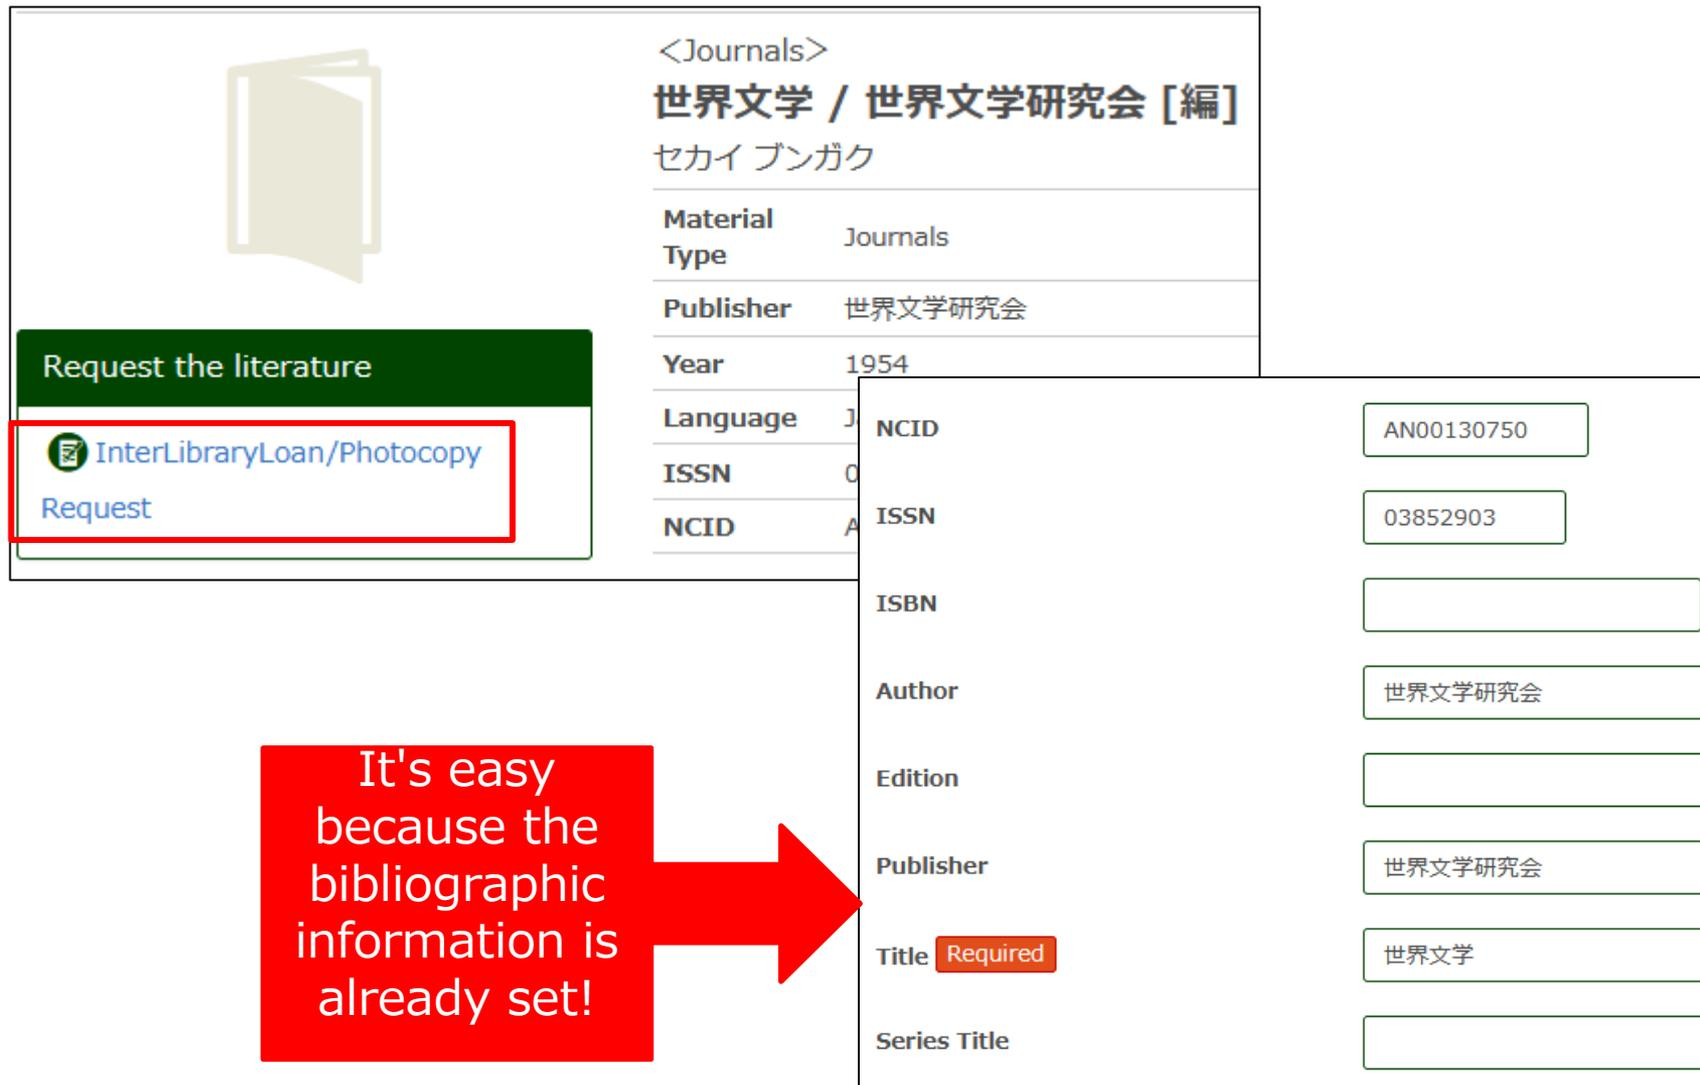 <Journals>
世界文学 / 世界文学研究会 [編]
セカイ ブンガク
Material
Type
Journals
Publisher 世界文学研究会
Year 1954
Language
ISSN 0
NCID A
Request the literature
InterLibraryLoan/Photocopy
Request
NCID AN00130750
ISSN 03852903
ISBN
Author 世界文学研究会
Edition
Publisher 世界文学研究会
Title Required 世界文学
Series Title
It's easy
because the
bibliographic
information is
already set!